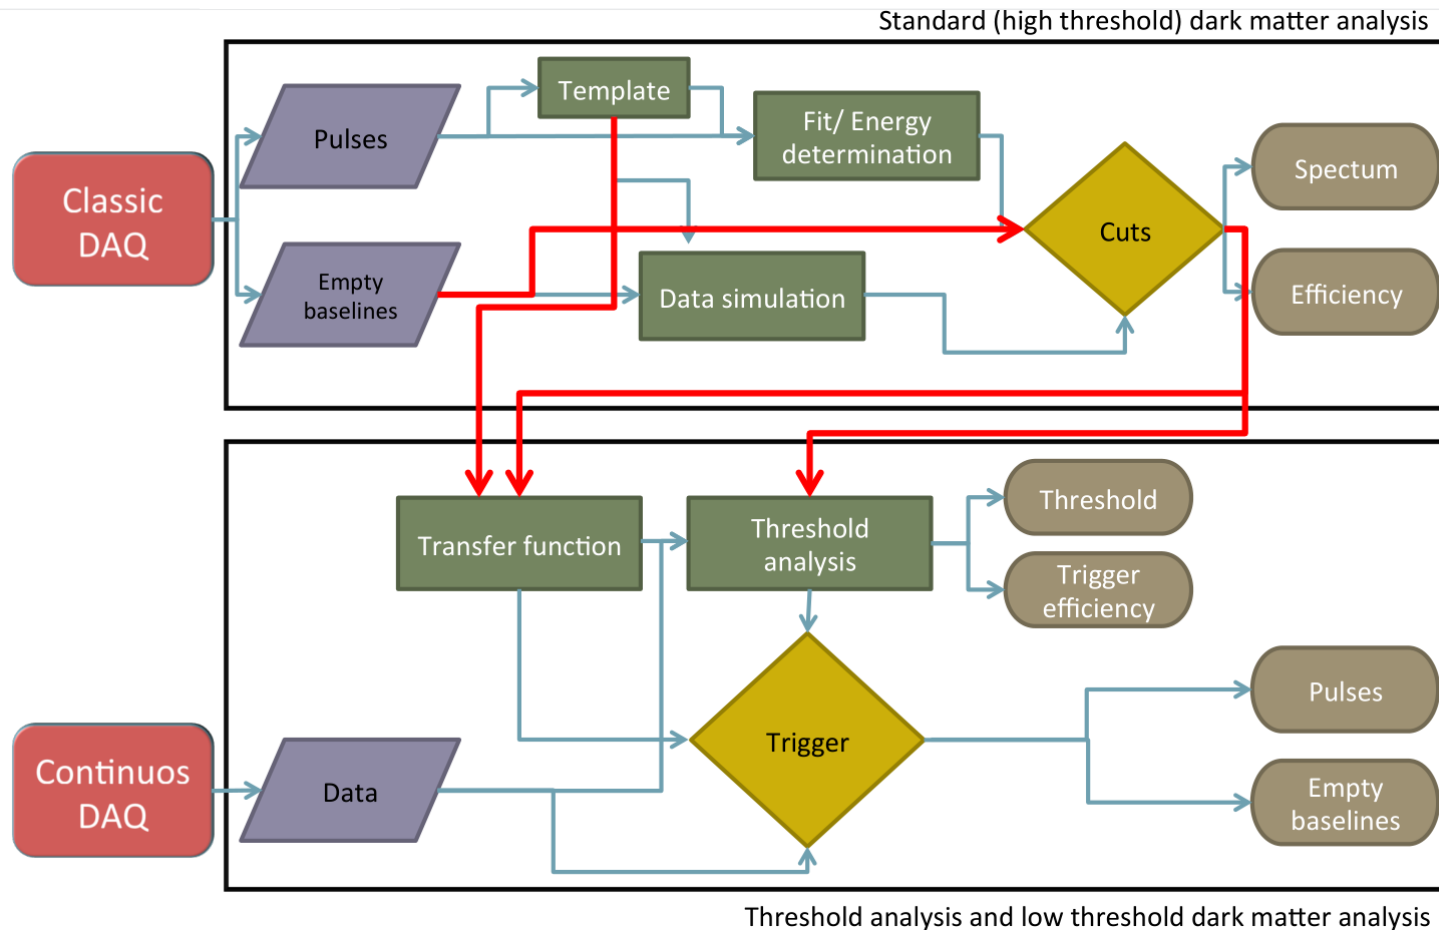 Standard (high threshold) dark matter analysis
Classic
DAQ
Pulses
Empty
baselines
Template
Fit/ Energy
determination
Data simulation
Cuts
Spectum
Efficiency
Transfer function
Threshold
analysis
Threshold
Trigger
efficiency
Continuos
DAQ
Data
Trigger
Pulses
Empty
baselines
Threshold analysis and low threshold dark matter analysis